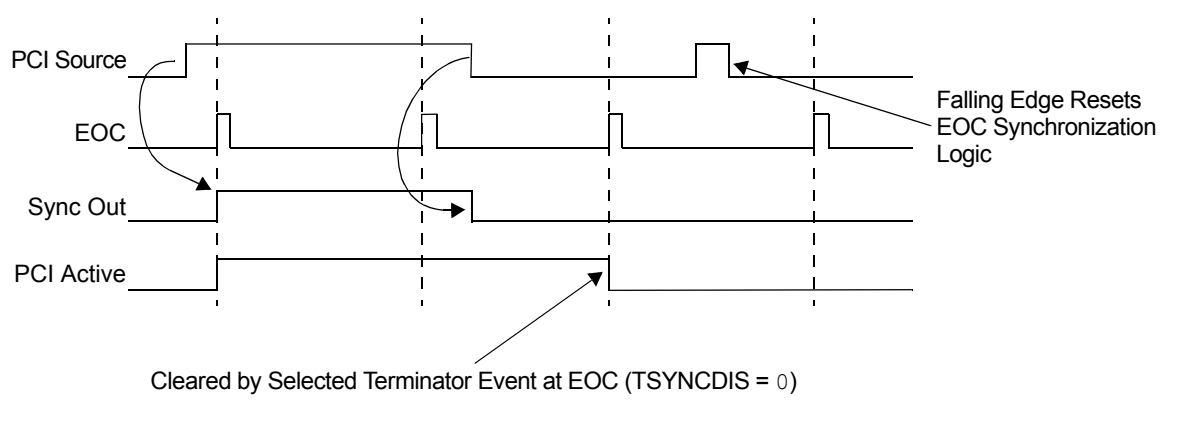 PCI Source
EOC
Sync Out
PCI Active
Falling Edge Resets
EOC Synchronization
Logic
Cleared by Selected Terminator Event at EOC (TSYNCDIS = 0)